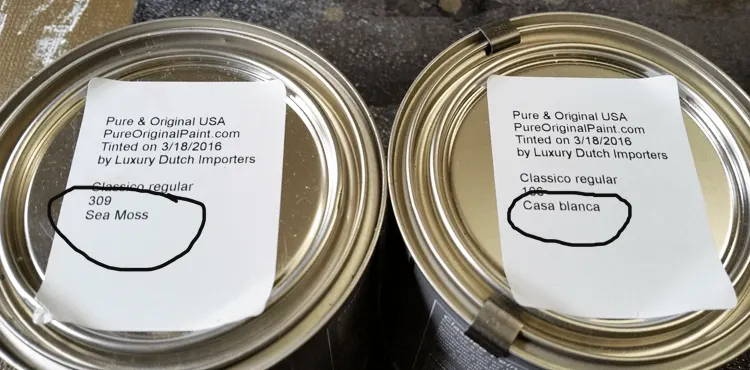 Pure & Original USA
PureOriginalPaint.com
Tinted on 3/18/2016
by Luxury Dutch Importers
Classico regular
309
Sea Moss
Pure & Original USA
PureOriginalPaint.com
Tinted on 3/18/2016
by Luxury Dutch Importers
Classico regular
Casa blanca